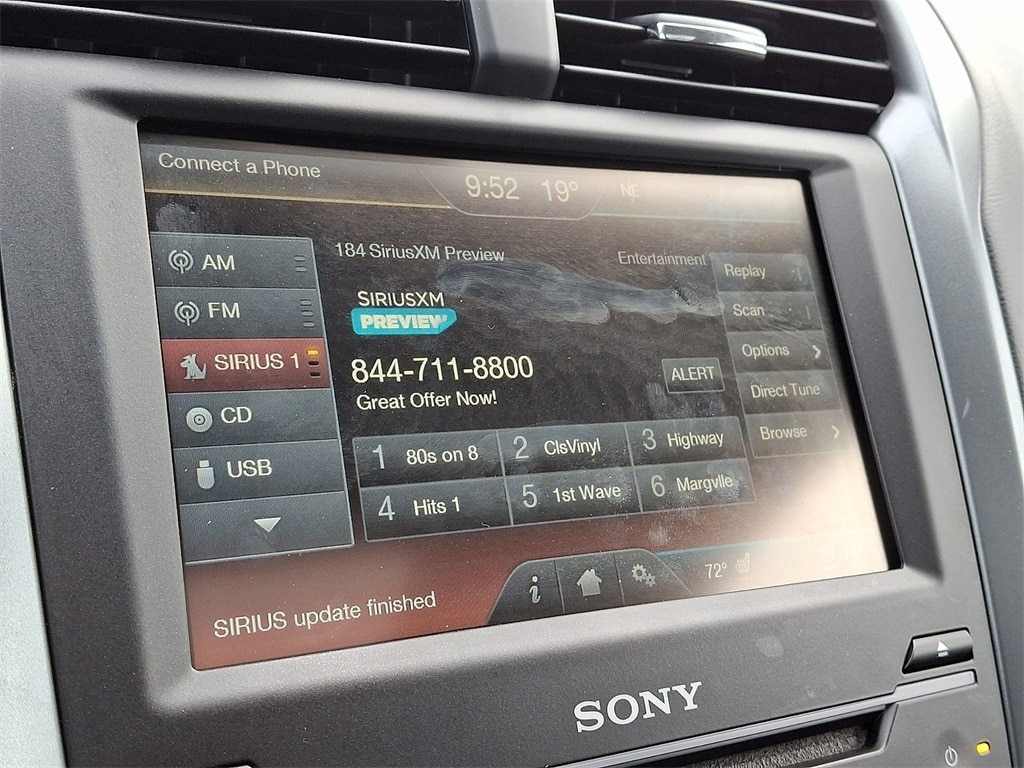 Connect a Phone
9:52 19° NE
184 SiriusXM Preview Entertainment
AM
FM
SIRIUS 1
CD
USB
SIRIUSXM
PREVIEW
844-711-8800
Great Offer Now!
ALERT
Replay
Scan
Options
Direct Tune
Browse
1 80s on 8
2 ClsVinyl
3 Highway
4 Hits 1
5 1st Wave
6 Margvlle
SIRIUS update finished
i
72°
SONY